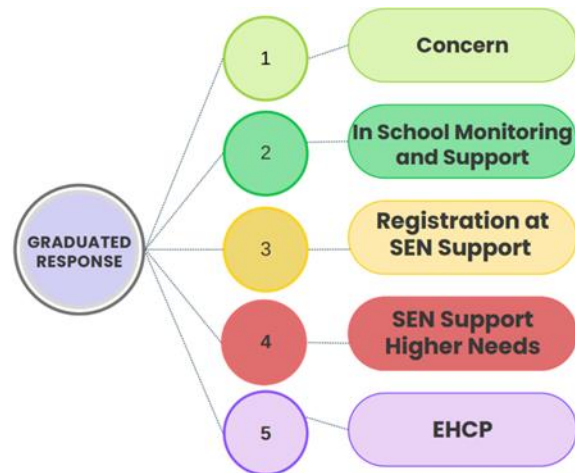 GRADUATED
RESPONSE
1
Concern
2
In School Monitoring
and Support
3
Registration at
SEN Support
4
SEN Support
Higher Needs
5
EHCP